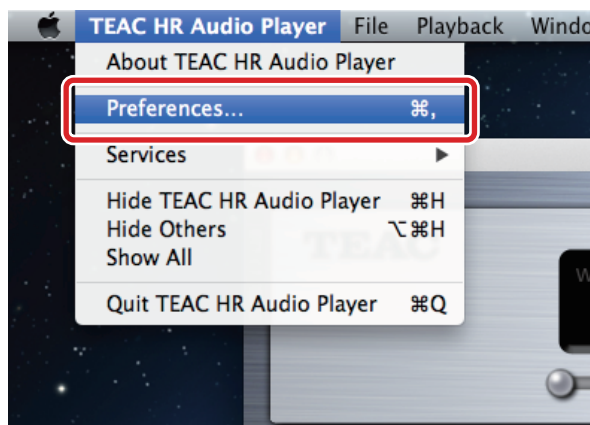 TEAC HR Audio Player File Playback Windo
About TEAC HR Audio Player
Preferences... ⌘,
Services ▶
Hide TEAC HR Audio Player ⌘H
Hide Others ⌥⌘H
Show All
TEAC
W
Quit TEAC HR Audio Player ⌘Q